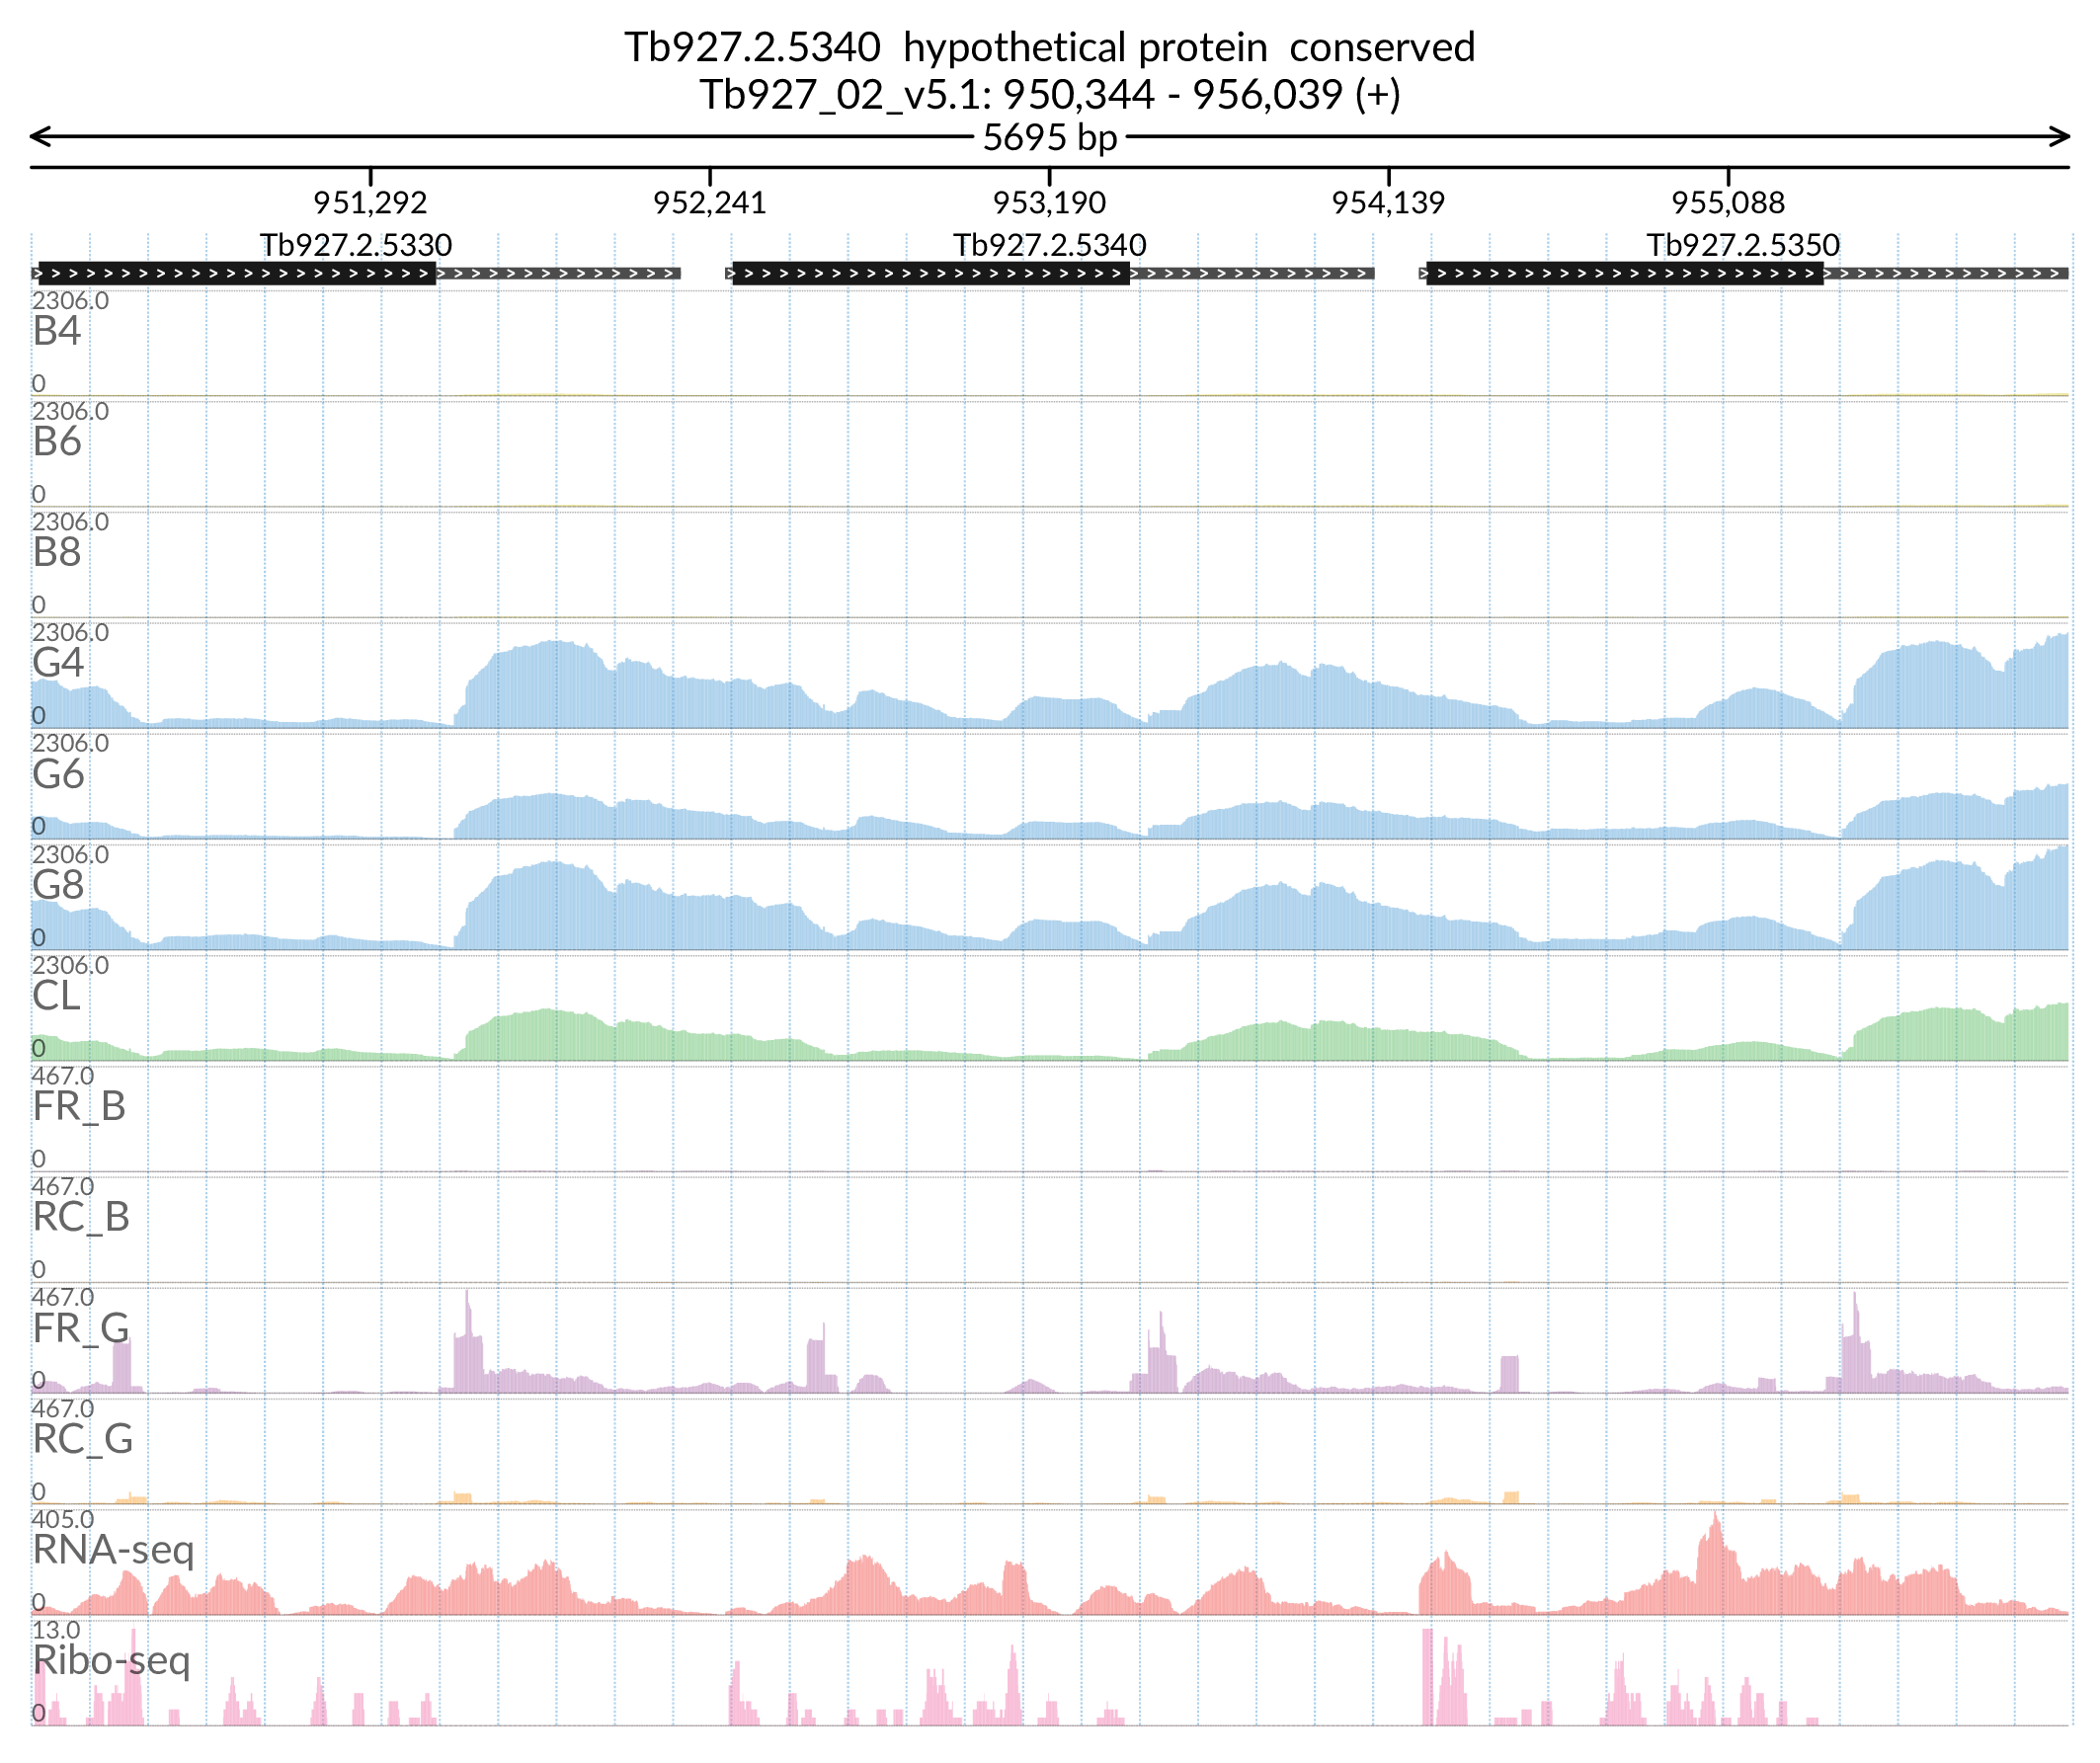 Tb927.2.5340  hypothetical protein  conserved
Tb927_02_v5.1: 950,344 - 956,039 (+)
5695 bp
951,292 952,241 953,190 954,139 955,088
Tb927.2.5330 Tb927.2.5340 Tb927.2.5350
2306.0
B4
0
2306.0
B6
0
2306.0
B8
0
2306.0
G4
0
2306.0
G6
0
2306.0
G8
0
2306.0
CL
0
467.0
FR_B
0
467.0
RC_B
0
467.0
FR_G
0
467.0
RC_G
0
405.0
RNA-seq
0
13.0
Ribo-seq
0